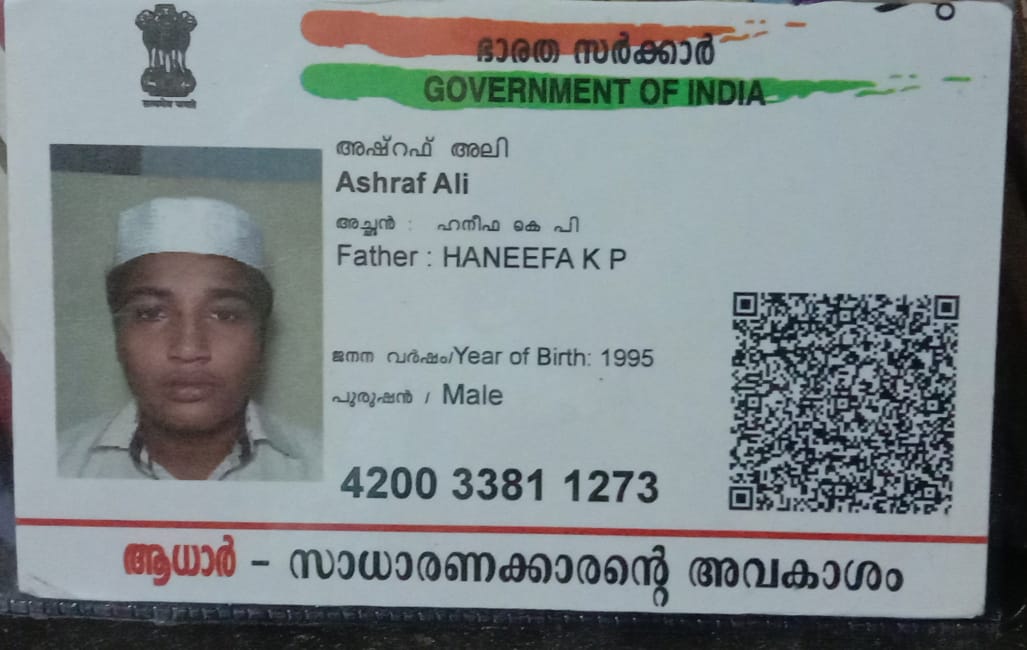 सत्यमेव जयते
ഭാരത സർക്കാർ
GOVERNMENT OF INDIA
അഷ്റഫ് അലി
Ashraf Ali
അച്ഛൻ : ഹനീഫ കെ പി
Father : HANEEFA K P
ജനന വർഷം/Year of Birth: 1995
പുരുഷൻ / Male
4200 3381 1273
ആധാർ - സാധാരണക്കാരന്റെ അവകാശം